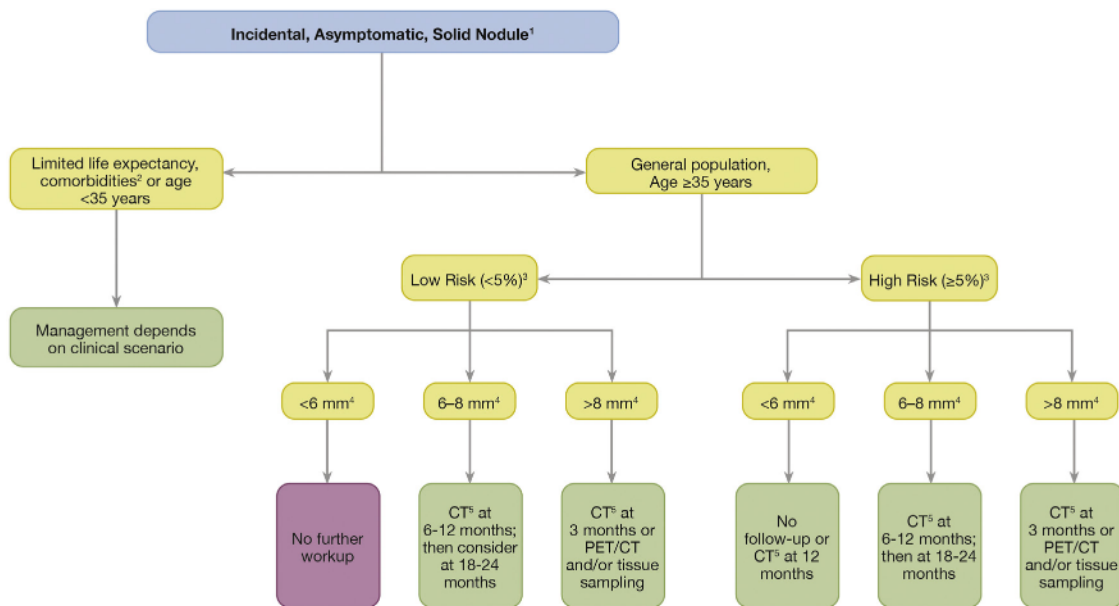 Incidental, Asymptomatic, Solid Nodule¹
Limited life expectancy,
comorbidities² or age
<35 years
General population,
Age ≥35 years
Low Risk (<5%)³
High Risk (≥5%)³
Management depends
on clinical scenario
<6 mm⁴
6–8 mm⁴
>8 mm⁴
<6 mm⁴
6–8 mm⁴
>8 mm⁴
No further
workup
CT⁵ at
6-12 months;
then consider
at 18-24
months
CT⁵ at
3 months or
PET/CT
and/or tissue
sampling
No
follow-up or
CT⁵ at 12
months
CT⁵ at
6-12 months;
then at 18-24
months
CT⁵ at
3 months or
PET/CT
and/or tissue
sampling